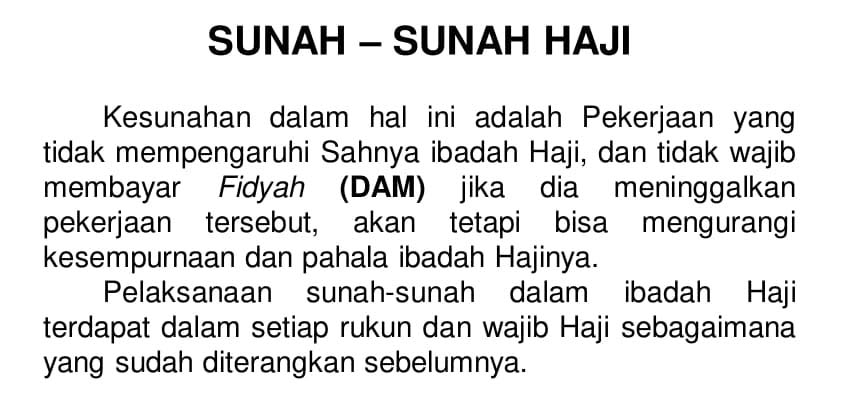 SUNAH – SUNAH HAJI
Kesunahan dalam hal ini adalah Pekerjaan yang
tidak mempengaruhi Sahnya ibadah Haji, dan tidak wajib
membayar Fidyah (DAM) jika dia meninggalkan
pekerjaan tersebut, akan tetapi bisa mengurangi
kesempurnaan dan pahala ibadah Hajinya.
Pelaksanaan sunah-sunah dalam ibadah Haji
terdapat dalam setiap rukun dan wajib Haji sebagaimana
yang sudah diterangkan sebelumnya.